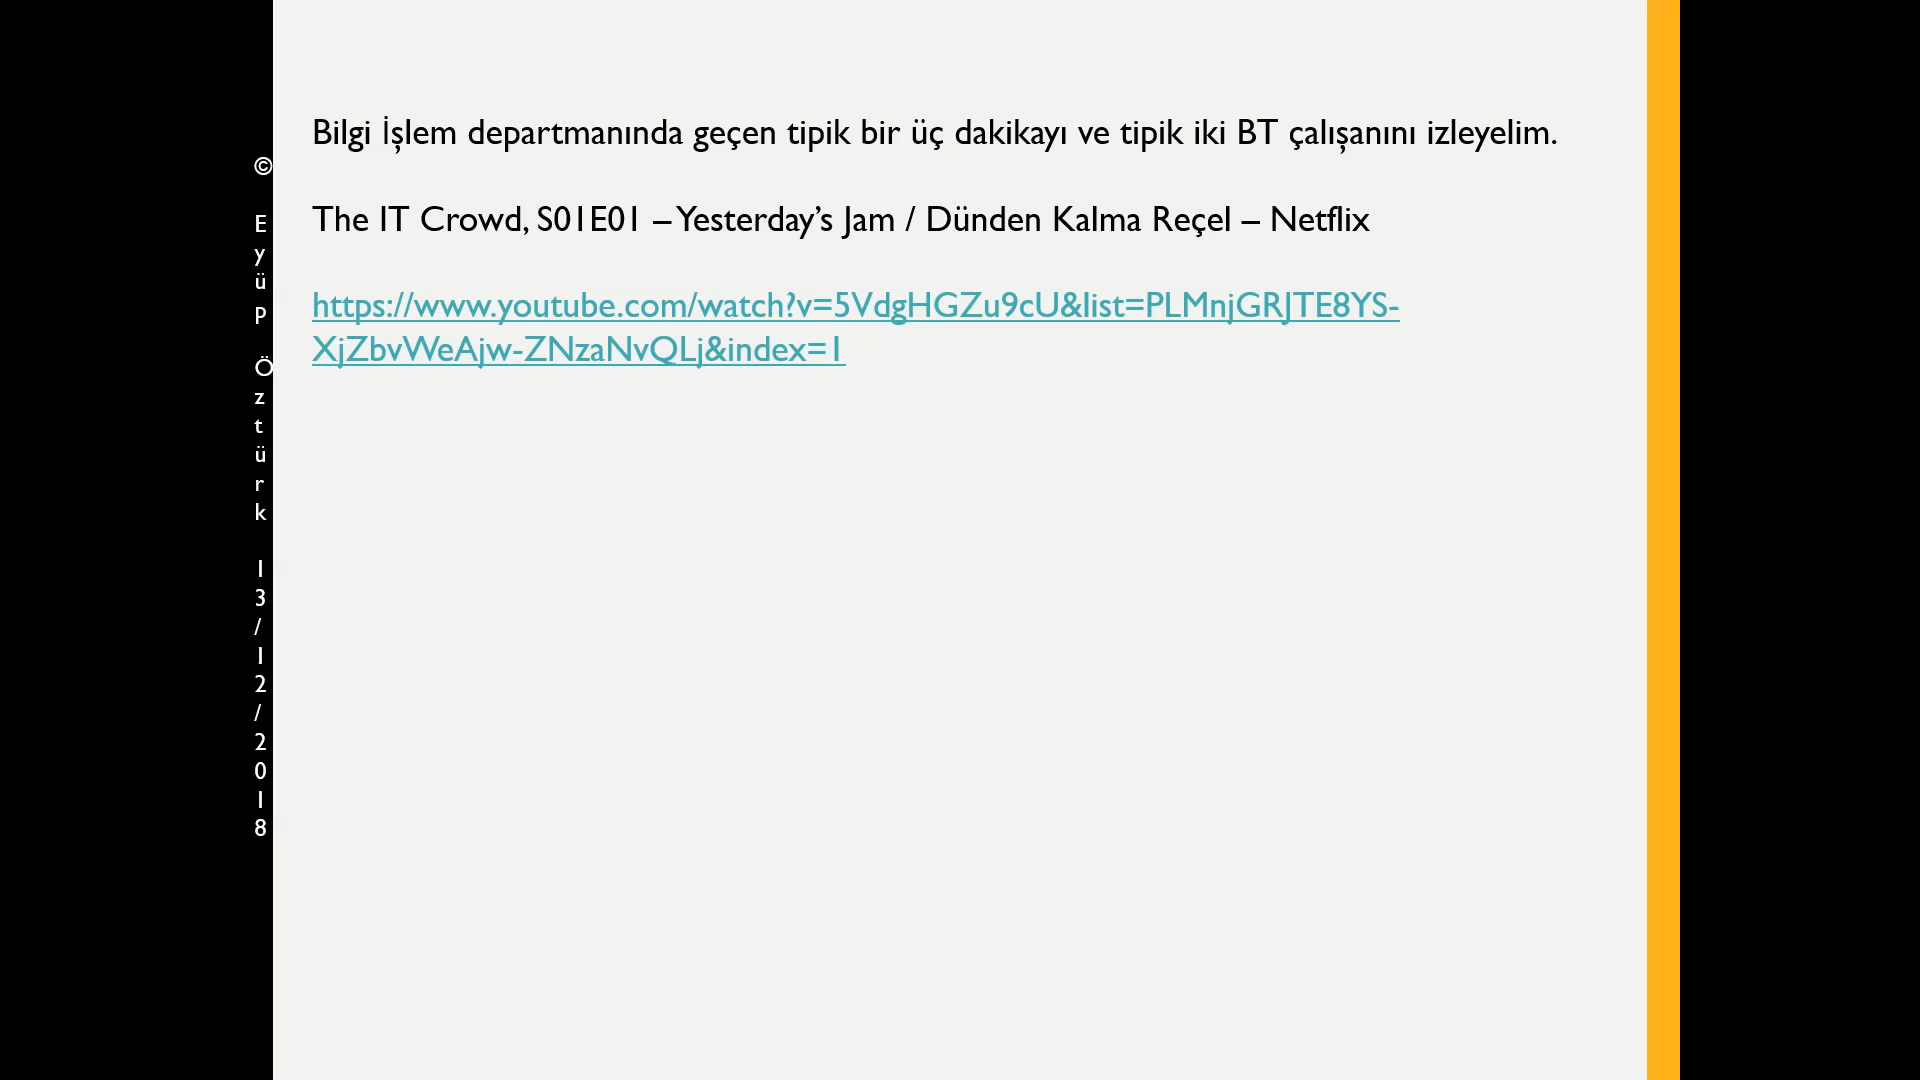 Bilgi İşlem departmanında geçen tipik bir üç dakikayı ve tipik iki BT çalışanını izleyelim.
The IT Crowd, S01E01 – Yesterday’s Jam / Dünden Kalma Reçel – Netflix
https://www.youtube.com/watch?v=5VdgHGZu9cU&list=PLMnjGRJTE8YS-
XjZbvWeAjw-ZNzaNvQLj&index=1
© Eyüp Öztürk 13/12/2018